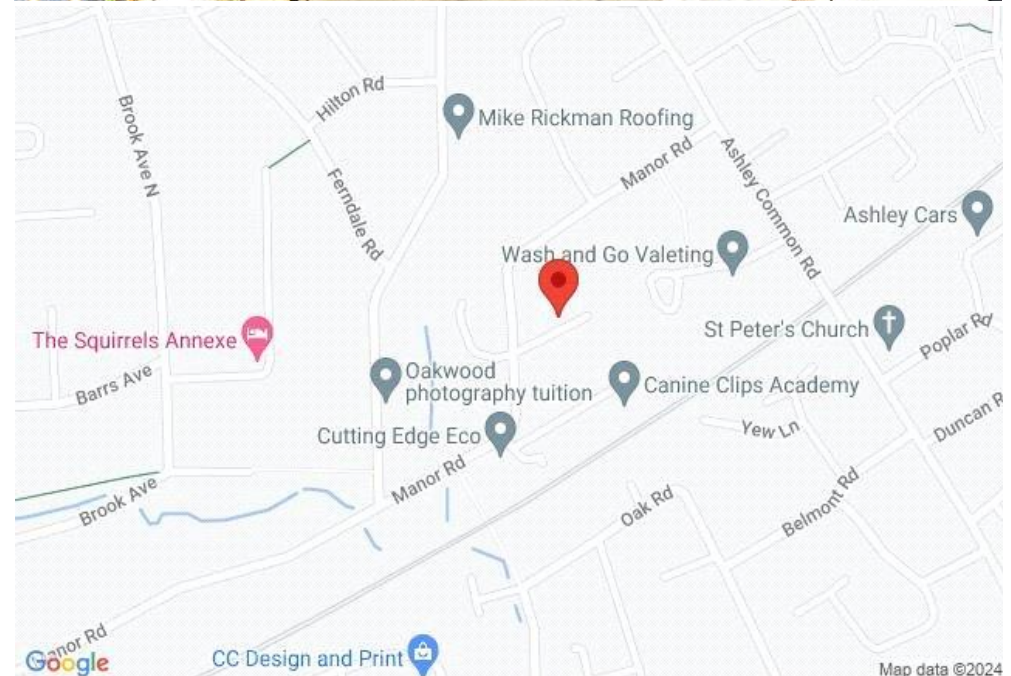 Hilton Rd
Brook Ave N
Mike Rickman Roofing
Manor Rd
Ashley Common Rd
Ferndale Rd
Ashley Cars
Wash and Go Valeting
St Peter's Church
Poplar Rd
The Squirrels Annexe
Barrs Ave
Oakwood
photography tuition
Canine Clips Academy
Cutting Edge Eco
Yew Ln
Duncan R
Manor Rd
Brook Ave
Oak Rd
Belmont Rd
anor Rd
Google
CC Design and Print
Map data ©2024